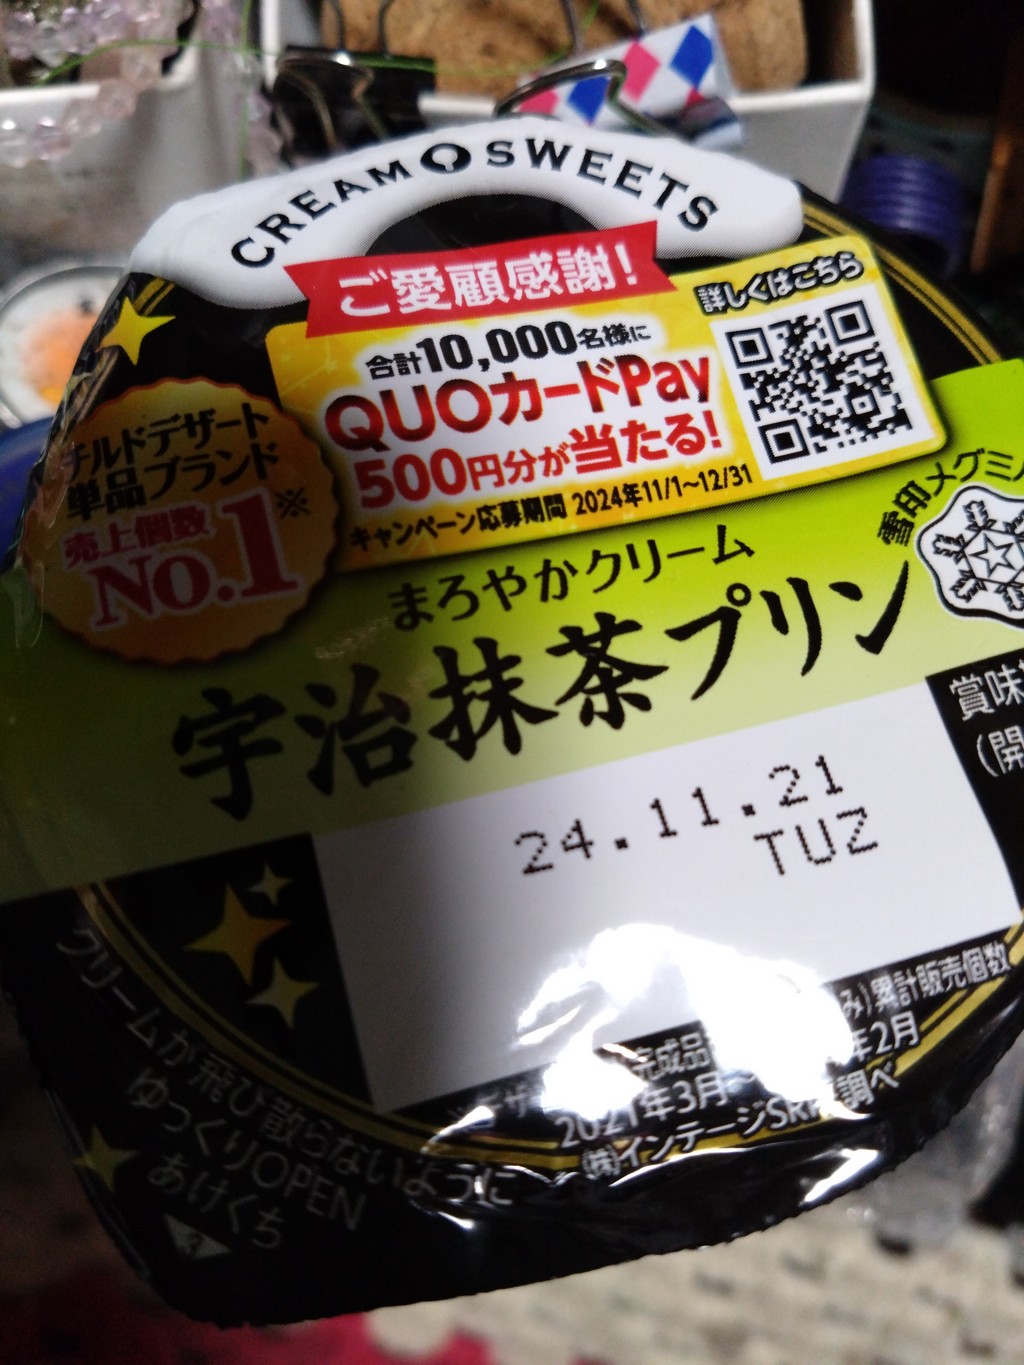 CREAM SWEETS
ご愛顧感謝!
詳しくはこちら
合計10,000名様に
QUOカードPay
500円分が当たる!
キャンペーン応募期間 2024年11/1～12/31
チルドデザート
単品ブランド
売上個数※
No.1
雪印メグミ
まろやかクリーム
宇治抹茶プリン
賞味
(開
24.11.21
TUZ
クリームが飛び散らないように
ゆっくりOPEN
あけくち
み)累計販売個数
完成品
2021年3月～ 年2月
㈱インテージSRI 調べ